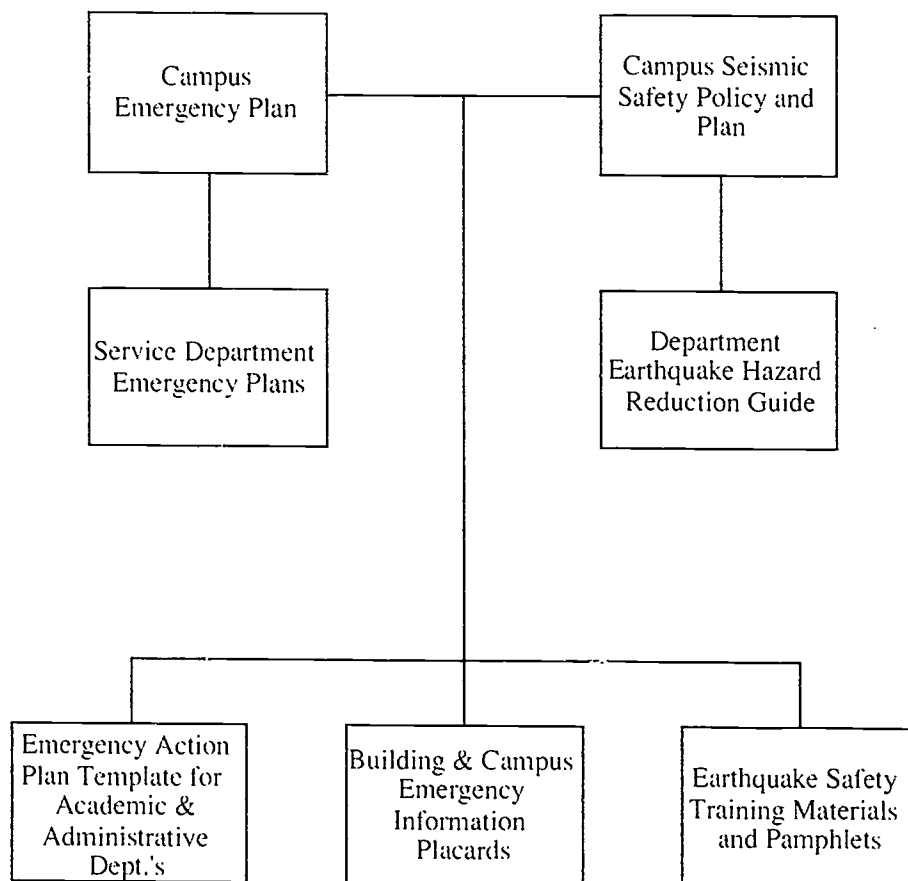 Campus
Emergency Plan
Campus Seismic
Safety Policy and
Plan
Service Department
Emergency Plans
Department
Earthquake Hazard
Reduction Guide
Emergency Action
Plan Template for
Academic &
Administrative
Dept.'s
Building & Campus
Emergency
Information
Placards
Earthquake Safety
Training Materials
and Pamphlets